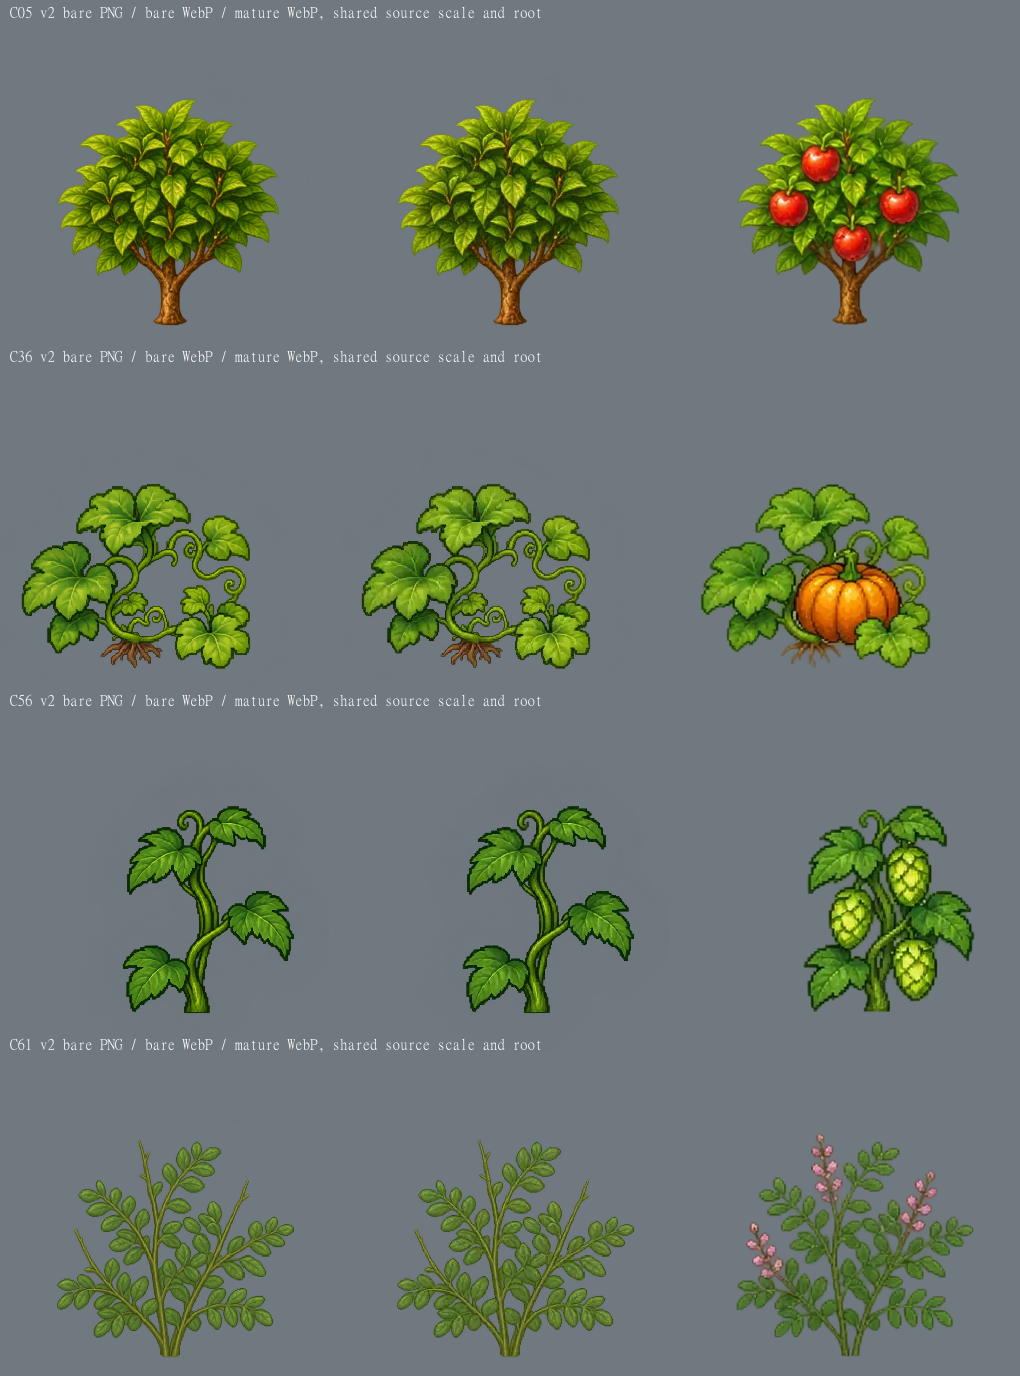 C05 v2 bare PNG / bare WebP / mature WebP, shared source scale and root
C36 v2 bare PNG / bare WebP / mature WebP, shared source scale and root
C56 v2 bare PNG / bare WebP / mature WebP, shared source scale and root
C61 v2 bare PNG / bare WebP / mature WebP, shared source scale and root